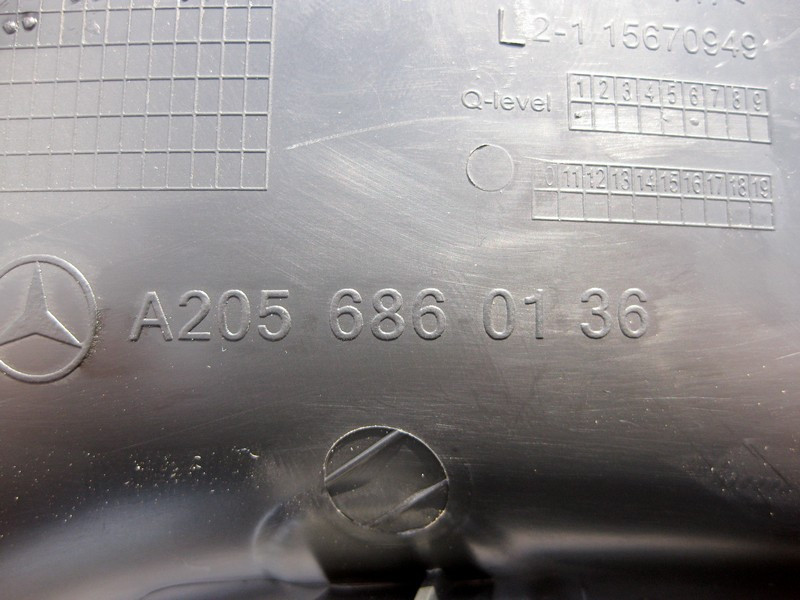 L2-1 15670949
Q-level 1 2 3 4 5 6 7 8 9
0 11 12 13 14 15 16 17 18 19
A205 686 01 36